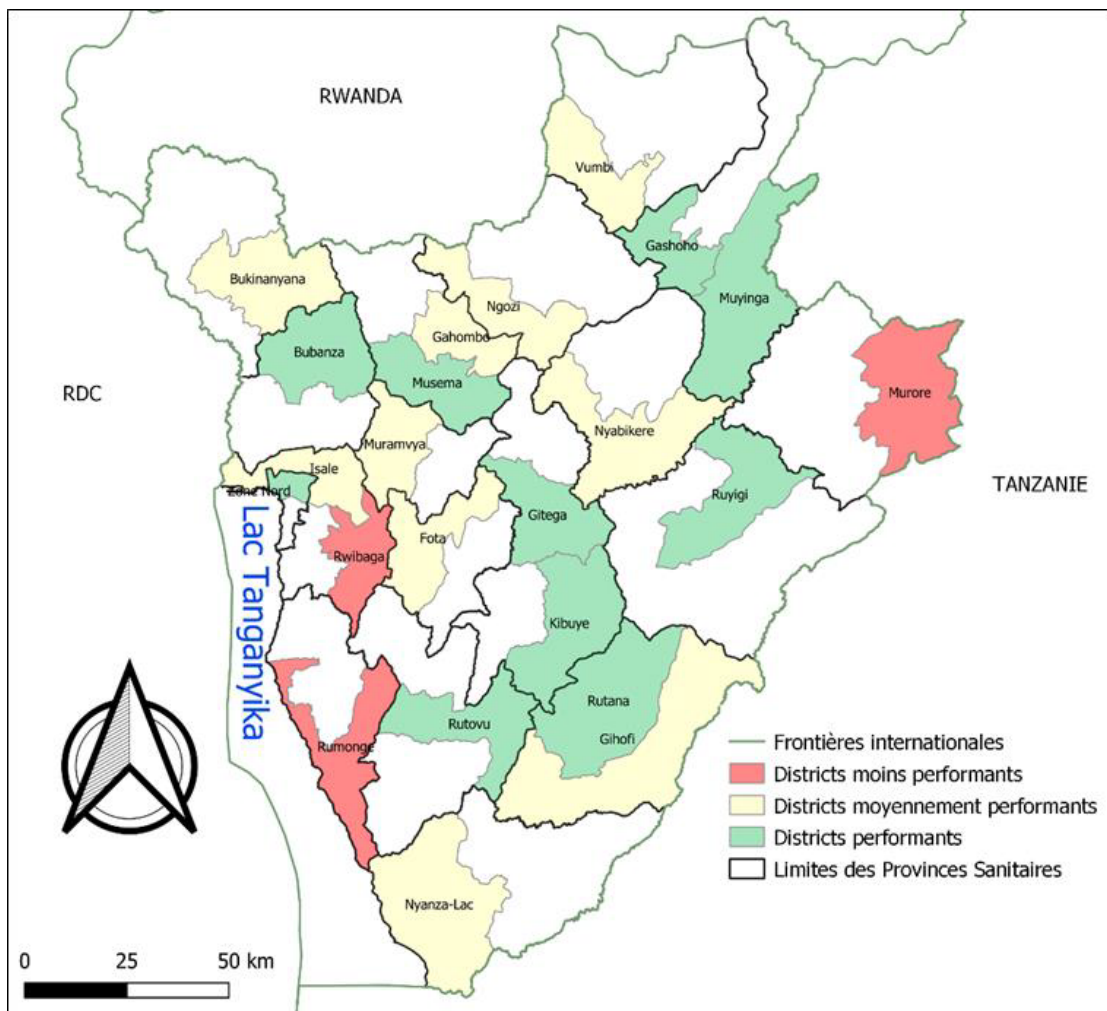 RWANDA
Vumbi
Gashoho
Bukinanyana
Muyinga
Ngozi
Gahombo
Bubanza
Musema
RDC
Murore
Nyabikere
Muramvya
Isale
Zone Nord
Ruyigi
TANZANIE
Gitega
Fota
Rwibaga
Lac Tanganyika
Kibuye
Rutana
Rutovu
Gihofi
Rumonge
Frontières internationales
Districts moins performants
Districts moyennement performants
Districts performants
Limites des Provinces Sanitaires
Nyanza-Lac
0 25 50 km